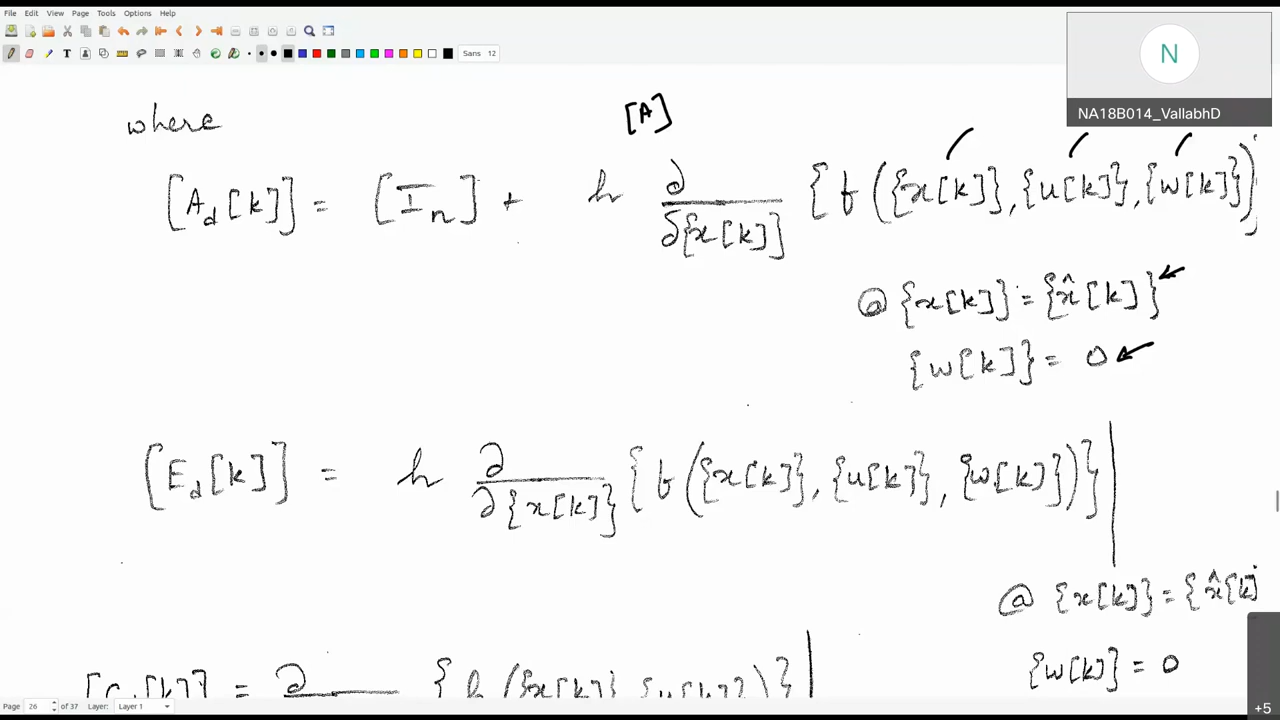 File Edit View Page Tools Options Help
Sans 12
N
NA18B014_VallabhD
where
[A]
[A_d[k]] = [I_n] + h ∂/∂{x[k]} {f({x[k]}, {u[k]}, {w[k]})
@ {x[k]} = {x̂[k]}
{w[k]} = 0
[E_d[k]] = h ∂/∂{x[k]} {f({x[k]}, {u[k]}, {w[k]})}
@ {x[k]} = {x̂[k]
{w[k]} = 0
[C_d[k]] = ∂ {h({x[k]}, {u[k]})}
Page 26 of 37 Layer: Layer 1
+5